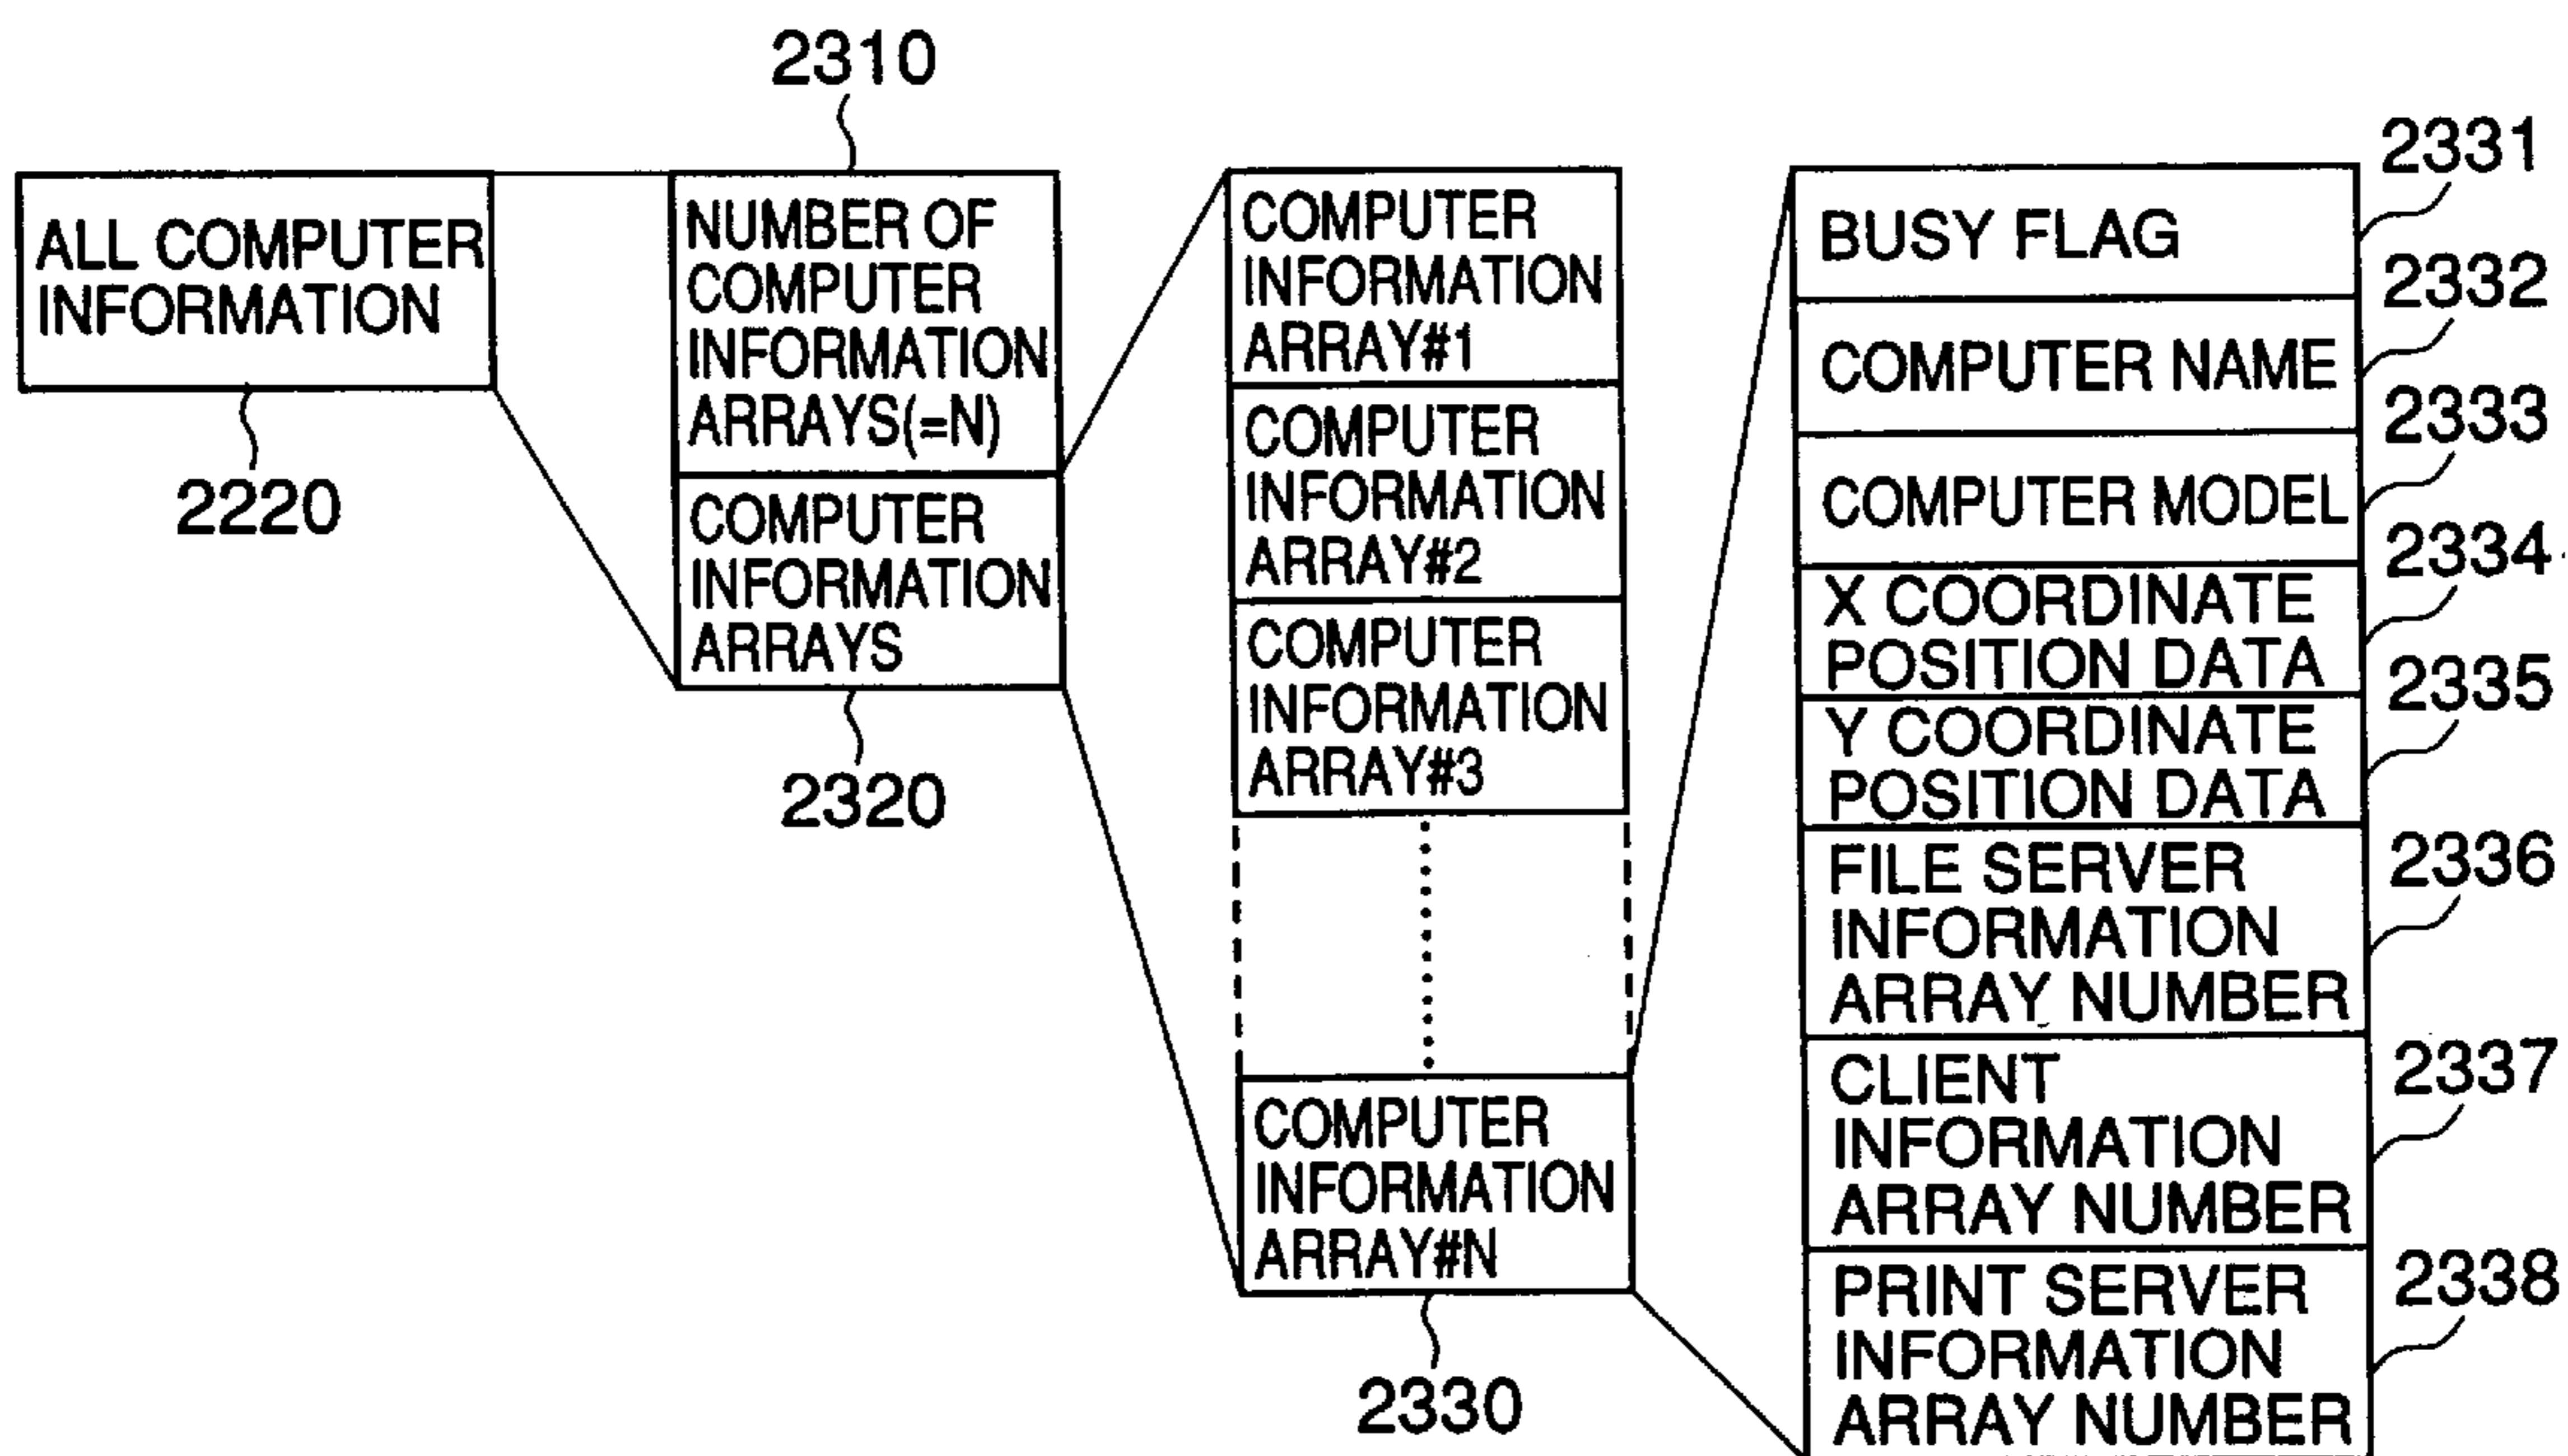 2310
ALL COMPUTER
INFORMATION
2220
NUMBER OF
COMPUTER
INFORMATION
ARRAYS(=N)
COMPUTER
INFORMATION
ARRAYS
2320
COMPUTER
INFORMATION
ARRAY#1
COMPUTER
INFORMATION
ARRAY#2
COMPUTER
INFORMATION
ARRAY#3
COMPUTER
INFORMATION
ARRAY#N
2330
BUSY FLAG
2331
COMPUTER NAME
2332
COMPUTER MODEL
2333
X COORDINATE
POSITION DATA
2334
Y COORDINATE
POSITION DATA
2335
FILE SERVER
INFORMATION
ARRAY NUMBER
2336
CLIENT
INFORMATION
ARRAY NUMBER
2337
PRINT SERVER
INFORMATION
ARRAY NUMBER
2338